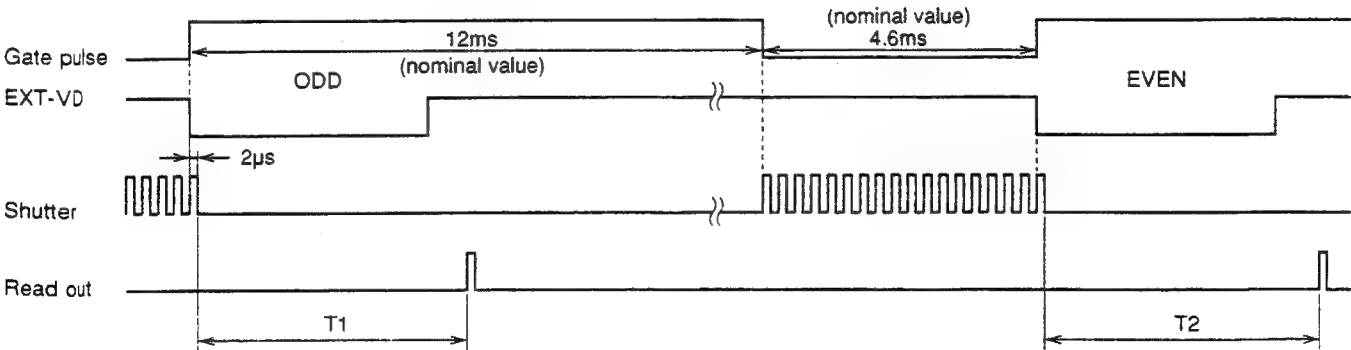 (nominal value)
12ms
4.6ms
Gate pulse
(nominal value)
ODD
EVEN
EXT-VD
2µs
Shutter
Read out
T1
T2